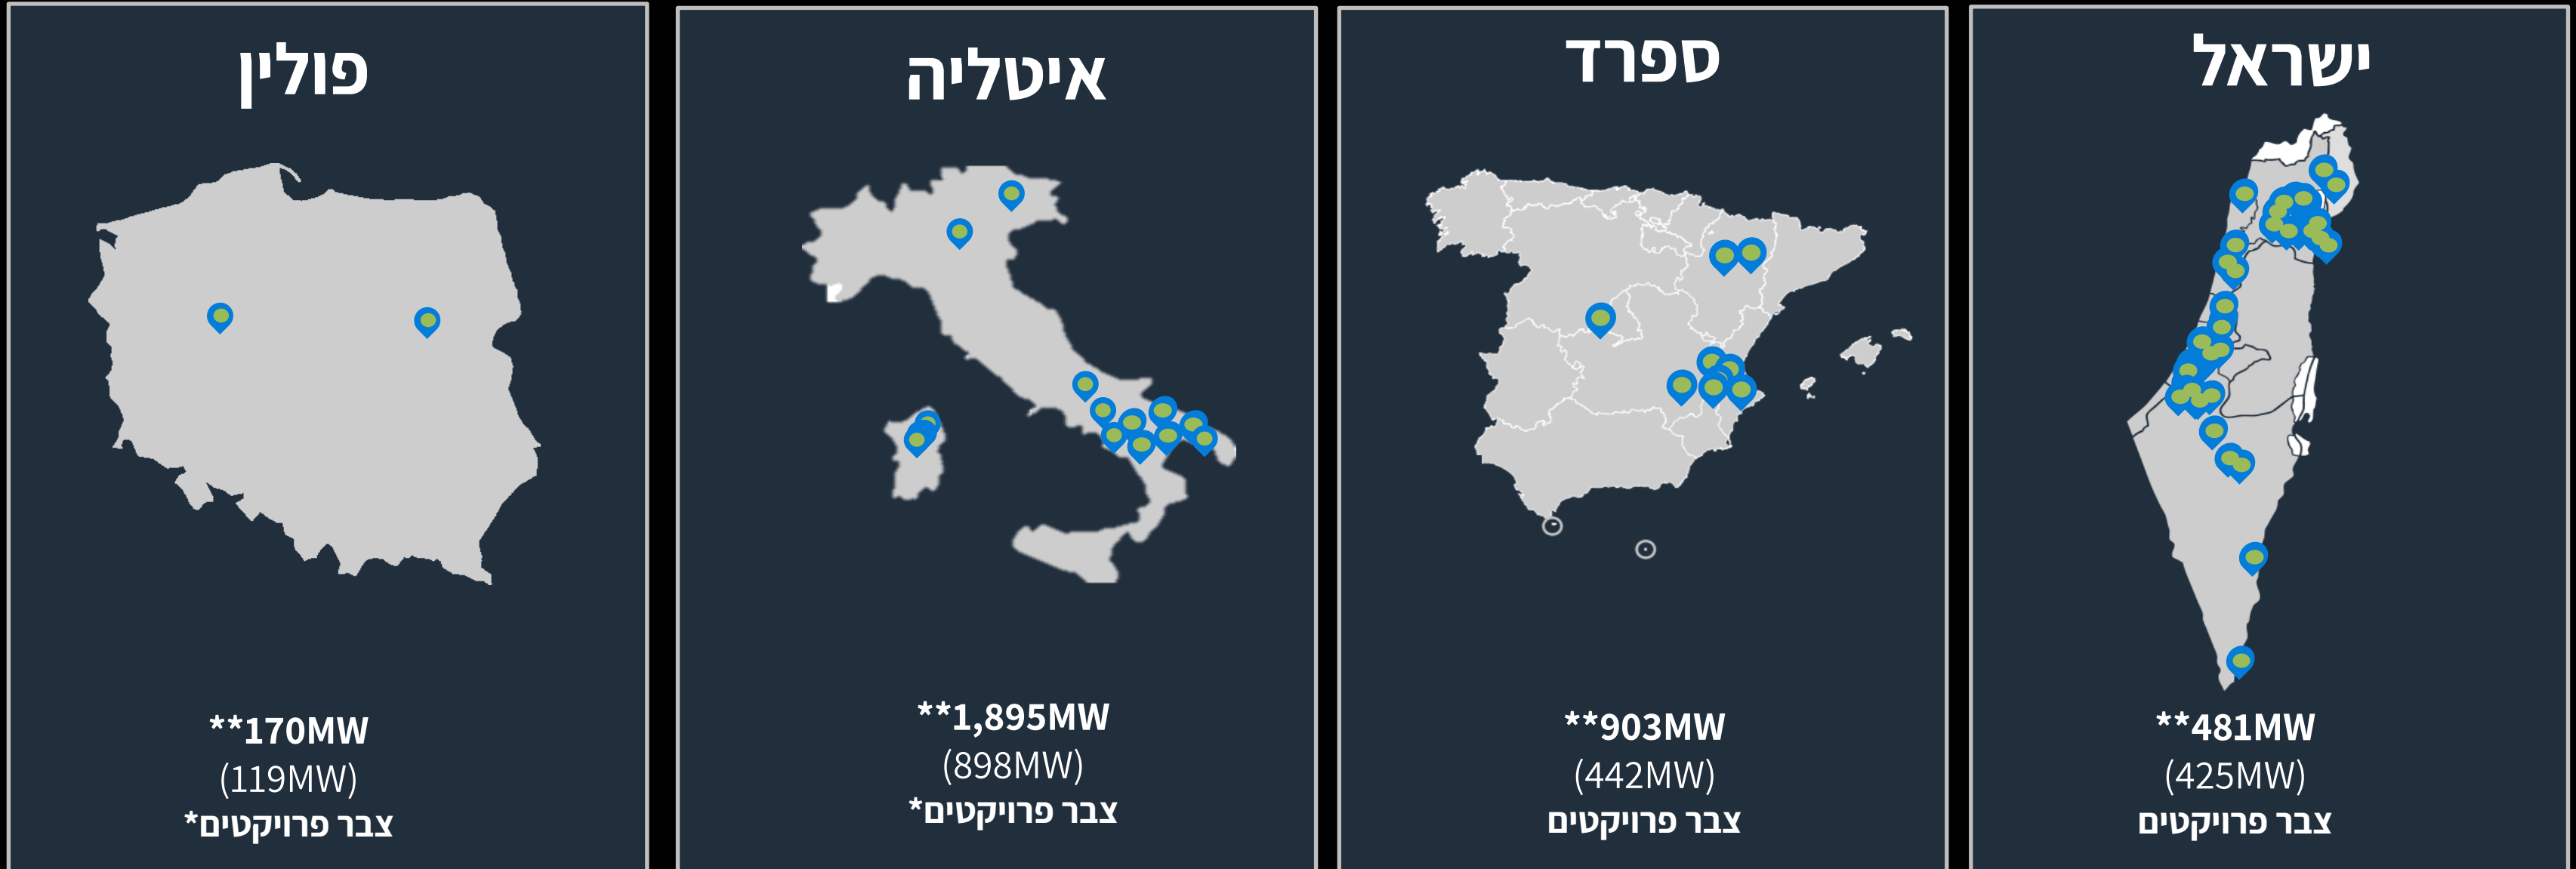 ישראל
**481MW
(425MW)
צבר פרויקטים
ספרד
**903MW
(442MW)
צבר פרויקטים
איטליה
**1,895MW
(898MW)
צבר פרויקטים*
פולין
**170MW
(119MW)
צבר פרויקטים*